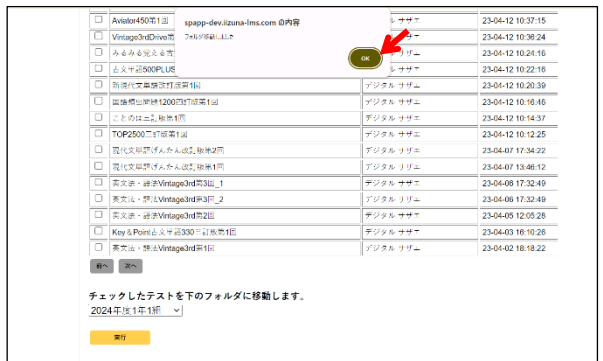 Aviator450第1回
spapp-dev.iizuna-lms.com の内容
フォルダ移動しました
OK
サザエ 23-04-12 10:37:15
Vintage3rdDrive第 23-04-12 10:36:24
みるみる覚える古 23-04-12 10:24:16
古文単語500PLUS サザエ 23-04-12 10:22:16
新現代文単語改訂版第1回 デジタル サザエ 23-04-12 10:20:39
国語頻出問題1200四訂版第1回 デジタル サザエ 23-04-12 10:16:46
ことのは三訂版第1回 デジタル サザエ 23-04-12 10:14:37
TOP2500三訂版第1回 デジタル サザエ 23-04-12 10:12:25
現代文単語げんたん改訂版第2回 デジタル サザエ 23-04-07 17:34:22
現代文単語げんたん改訂版第1回 デジタル サザエ 23-04-07 13:46:12
英文法・語法Vintage3rd第3回_1 デジタル サザエ 23-04-06 17:32:49
英文法・語法Vintage3rd第3回_2 デジタル サザエ 23-04-06 17:32:49
英文法・語法Vintage3rd第2回 デジタル サザエ 23-04-05 12:05:28
Key＆Point古文単語330三訂版第1回 デジタル サザエ 23-04-03 16:10:26
英文法・語法Vintage3rd第1回 デジタル サザエ 23-04-02 18:18:22
前へ 次へ
チェックしたテストを下のフォルダに移動します。
2024年度1年1組
実行